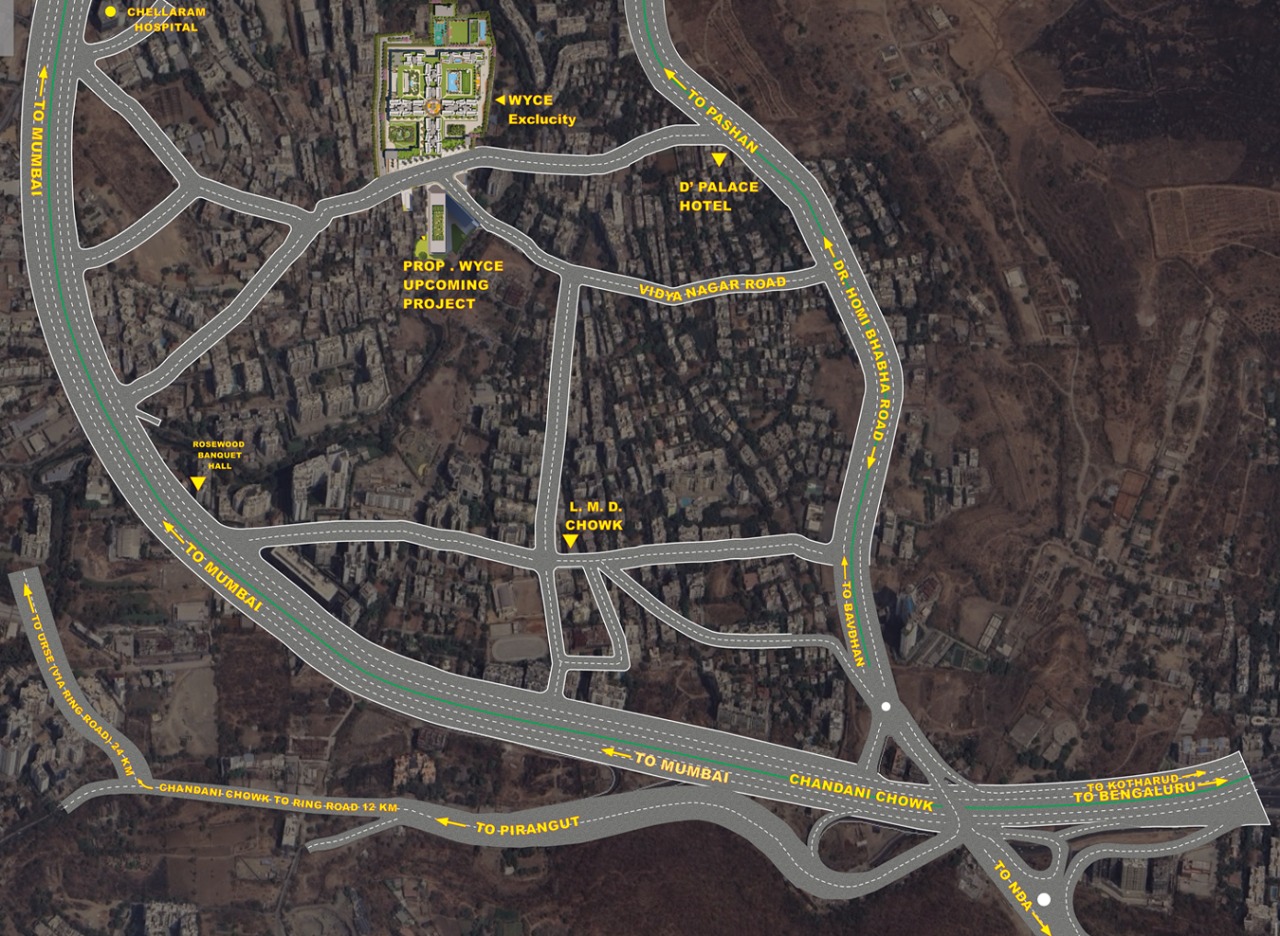 CHELLARAM
HOSPITAL
TO MUMBAI
WYCE
Exclucity
TO PASHAN
D' PALACE
HOTEL
PROP . WYCE
UPCOMING
PROJECT
VIDYA NAGAR ROAD
DR. HOMI BHABHA ROAD
ROSEWOOD
BANQUET
HALL
L. M. D.
CHOWK
TO MUMBAI
TO BAVDHAN
TO URSE (VIA RING ROAD) 24 KM
TO MUMBAI
CHANDANI CHOWK
TO KOTHARUD
TO BENGALURU
CHANDANI CHOWK TO RING ROAD 12 KM
TO PIRANGUT
TO NDA